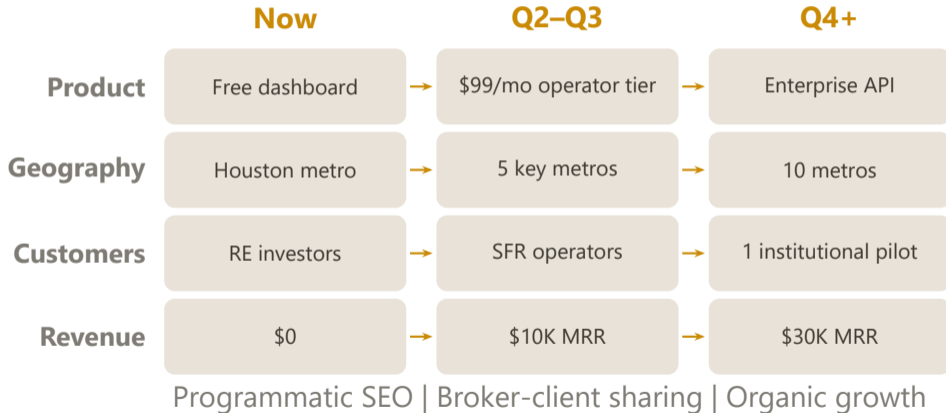 Now Q2–Q3 Q4+
Product Free dashboard → $99/mo operator tier → Enterprise API
Geography Houston metro → 5 key metros → 10 metros
Customers RE investors → SFR operators → 1 institutional pilot
Revenue $0 → $10K MRR → $30K MRR
Programmatic SEO | Broker-client sharing | Organic growth